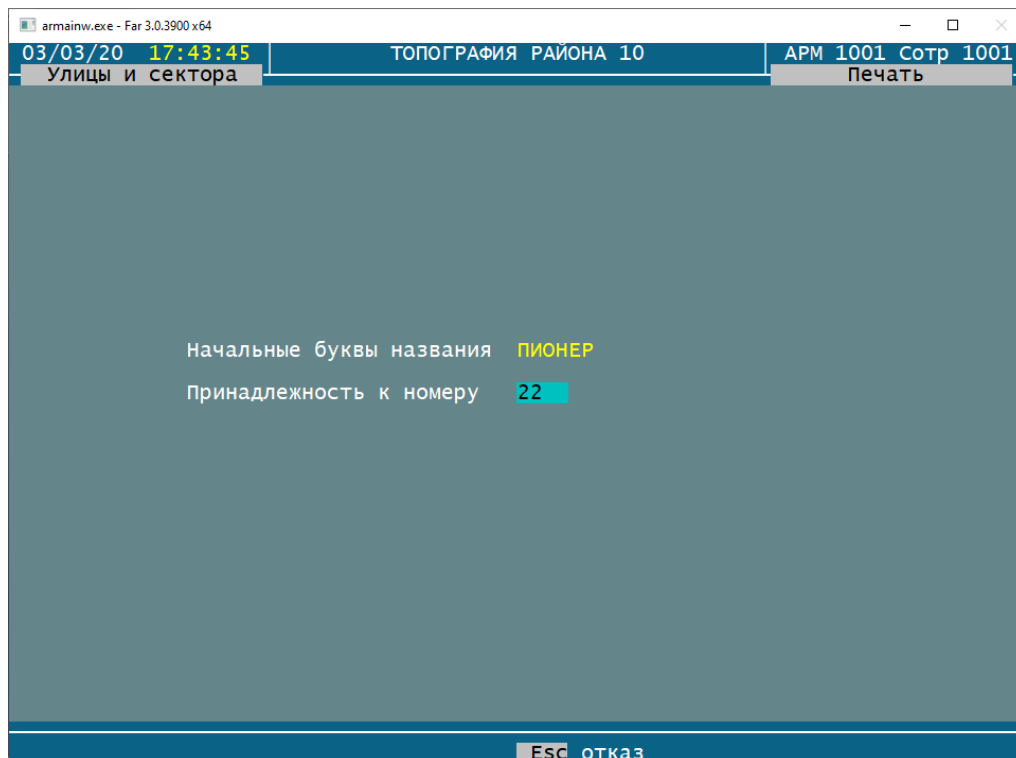 armainw.exe - Far 3.0.3900 x64
03/03/20 17:43:45 ТОПОГРАФИЯ РАЙОНА 10 АРМ 1001 Сотр 1001
Улицы и сектора Печать
Начальные буквы названия ПИОНЕР
Принадлежность к номеру 22
Esc отказ